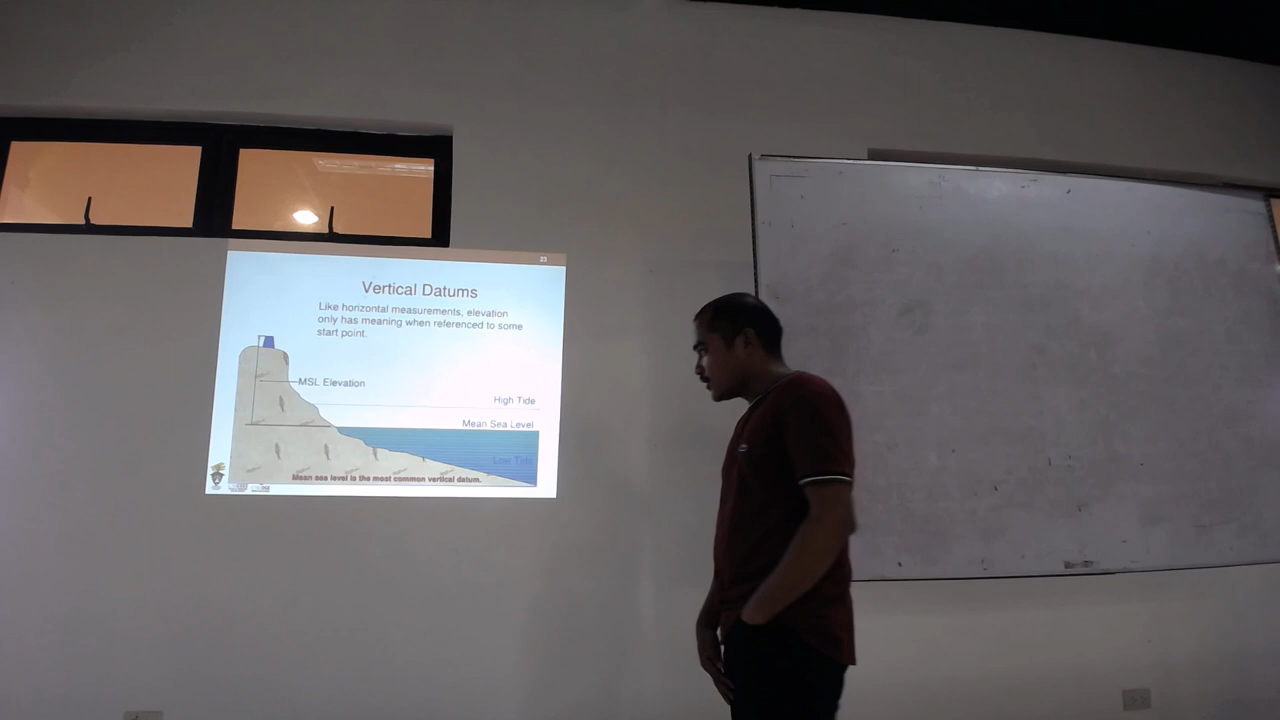 23
Vertical Datums
Like horizontal measurements, elevation
only has meaning when referenced to some
start point.
MSL Elevation
High Tide
Mean Sea Level
Low Tide
Mean sea level is the most common vertical datum.